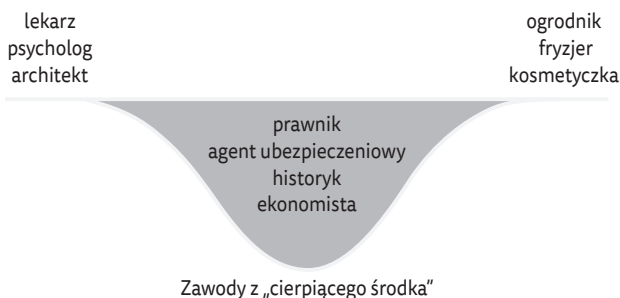 lekarz
psycholog
architekt
ogrodnik
fryzjer
kosmetyczka
prawnik
agent ubezpieczeniowy
historyk
ekonomista
Zawody z „cierpiącego środka”